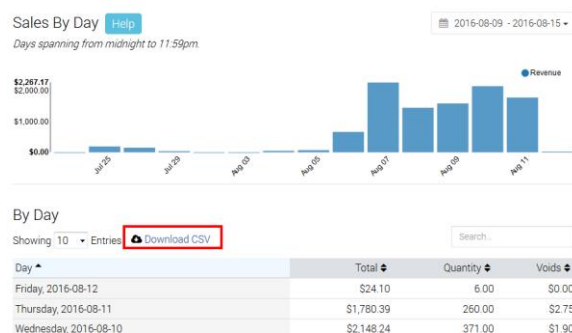 Sales By Day Help
2016-08-09 - 2016-08-15
Days spanning from midnight to 11:59pm.
Revenue
$2,267.17
$2,000.00
$1,000.00
$0.00
Jul 25
Jul 29
Aug 03
Aug 05
Aug 07
Aug 09
Aug 11
By Day
Showing 10 Entries Download CSV
Search..
Day Total Quantity Voids
Friday, 2016-08-12 $24.10 6.00 $0.00
Thursday, 2016-08-11 $1,780.39 260.00 $2.75
Wednesday, 2016-08-10 $2,148.24 371.00 $1.90